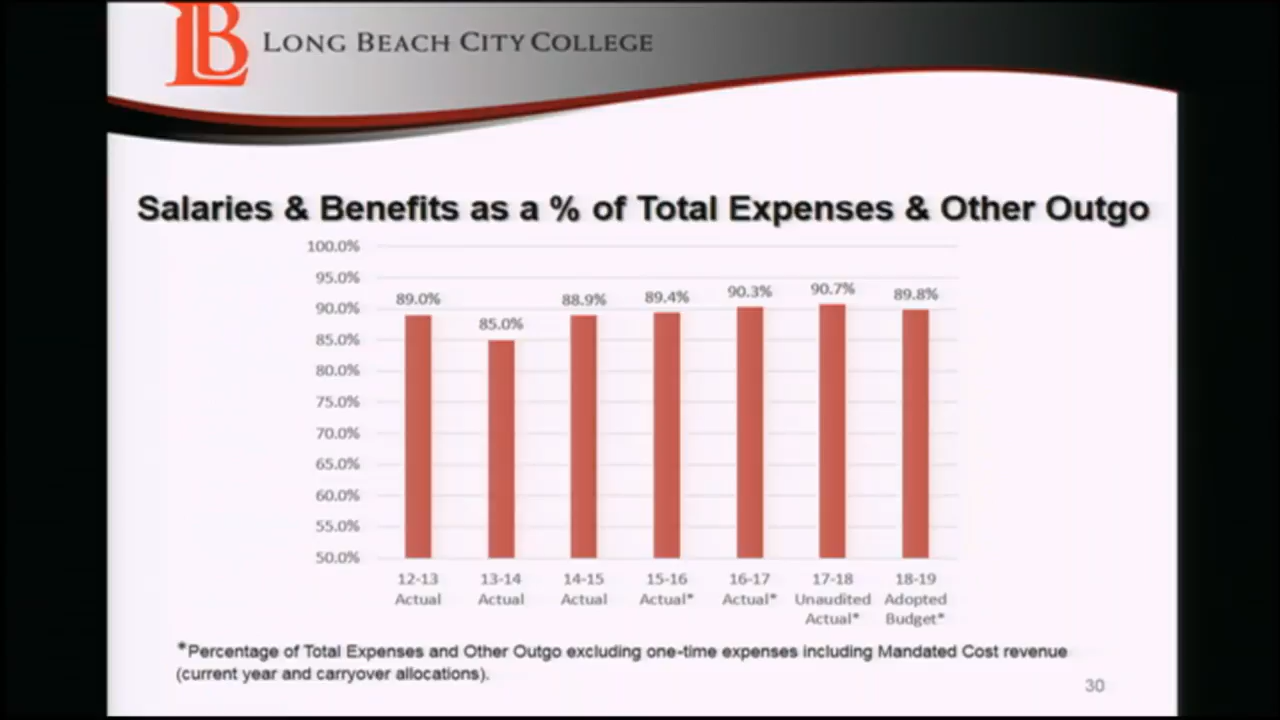 LB LONG BEACH CITY COLLEGE
Salaries & Benefits as a % of Total Expenses & Other Outgo
100.0%
95.0%
90.0%
85.0%
80.0%
75.0%
70.0%
65.0%
60.0%
55.0%
50.0%
89.0%
85.0%
88.9%
89.4%
90.3%
90.7%
89.8%
12-13 Actual
13-14 Actual
14-15 Actual
15-16 Actual*
16-17 Actual*
17-18 Unaudited Actual*
18-19 Adopted Budget*
*Percentage of Total Expenses and Other Outgo excluding one-time expenses including Mandated Cost revenue
(current year and carryover allocations).
30